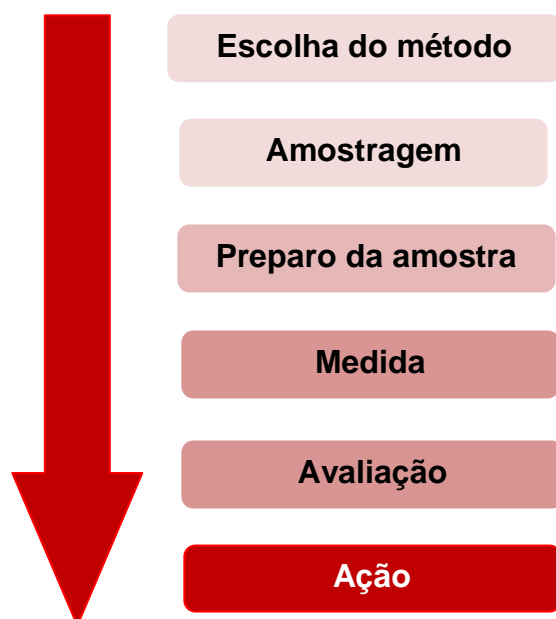 Escolha do método
Amostragem
Preparo da amostra
Medida
Avaliação
Ação